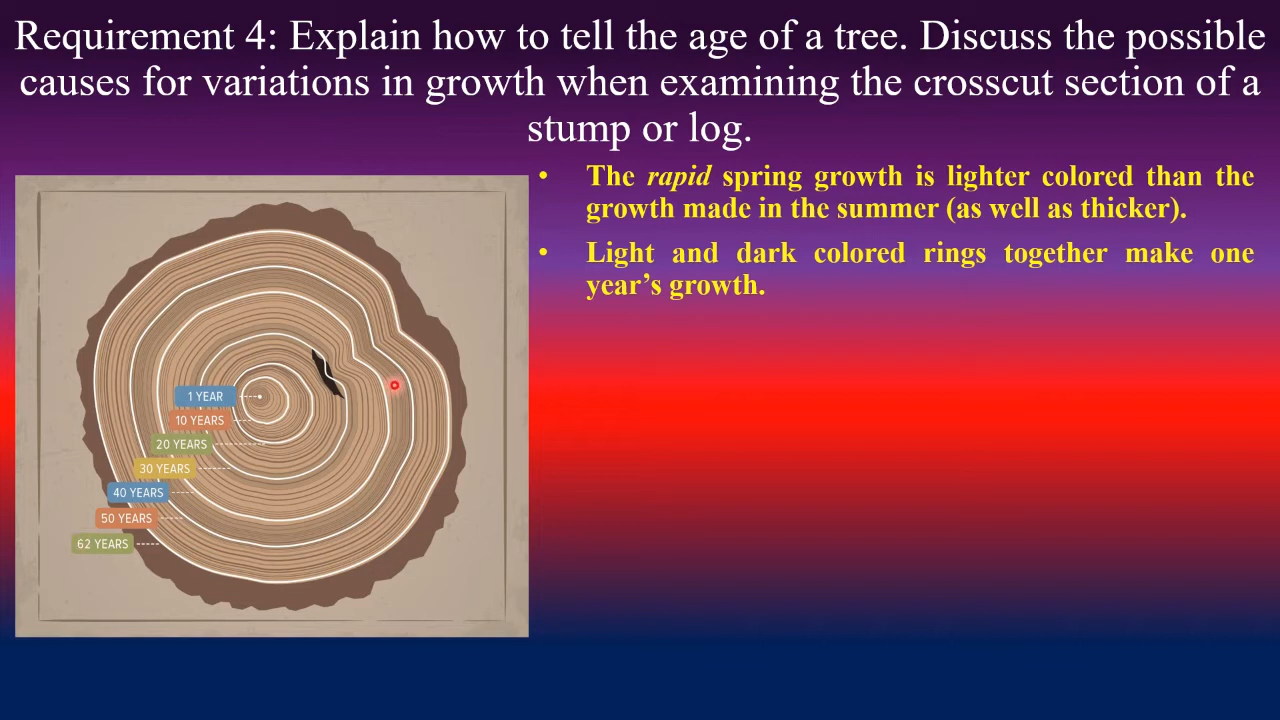 Requirement 4: Explain how to tell the age of a tree. Discuss the possible
causes for variations in growth when examining the crosscut section of a
stump or log.
• The rapid spring growth is lighter colored than the
growth made in the summer (as well as thicker).
• Light and dark colored rings together make one
year’s growth.
1 YEAR
10 YEARS
20 YEARS
30 YEARS
40 YEARS
50 YEARS
62 YEARS